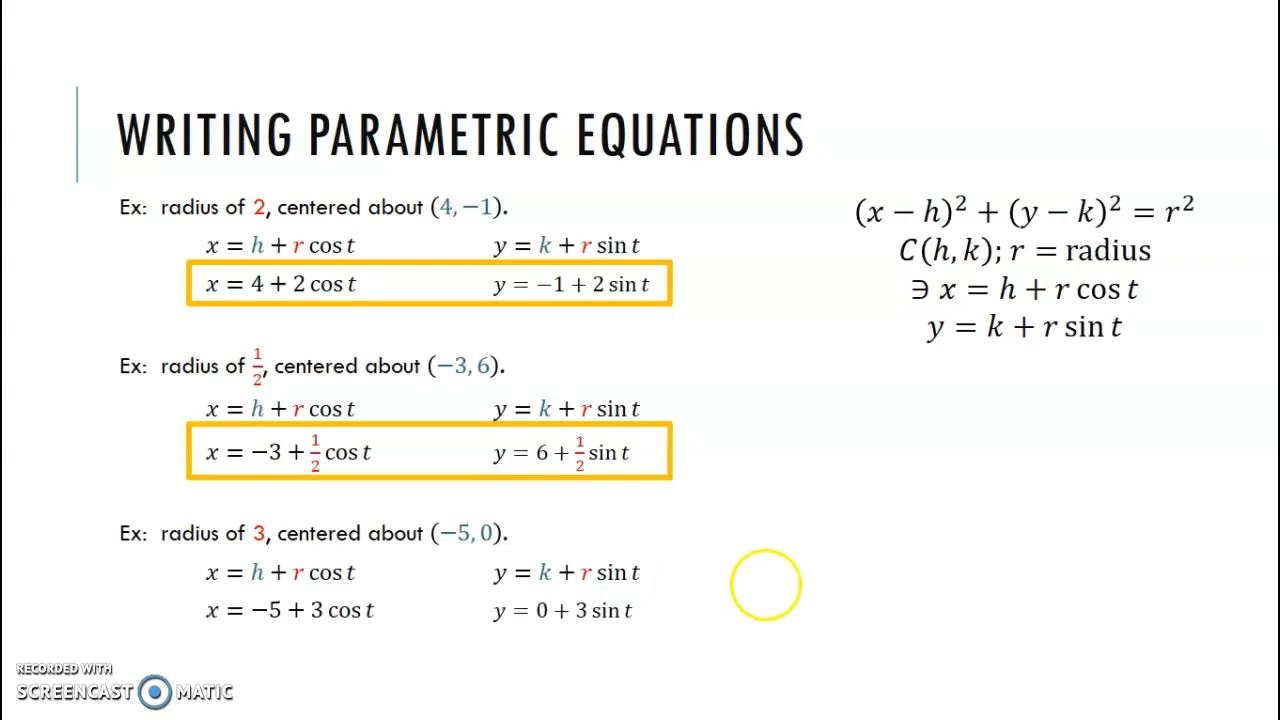 WRITING PARAMETRIC EQUATIONS
Ex: radius of 2, centered about (4, −1).
x = h + r cos t y = k + r sin t
x = 4 + 2 cos t y = −1 + 2 sin t
Ex: radius of 1/2, centered about (−3, 6).
x = h + r cos t y = k + r sin t
x = −3 + 1/2 cos t y = 6 + 1/2 sin t
Ex: radius of 3, centered about (−5, 0).
x = h + r cos t y = k + r sin t
x = −5 + 3 cos t y = 0 + 3 sin t
(x − h)² + (y − k)² = r²
C(h, k); r = radius
∋ x = h + r cos t
y = k + r sin t
RECORDED WITH
SCREENCAST MATIC